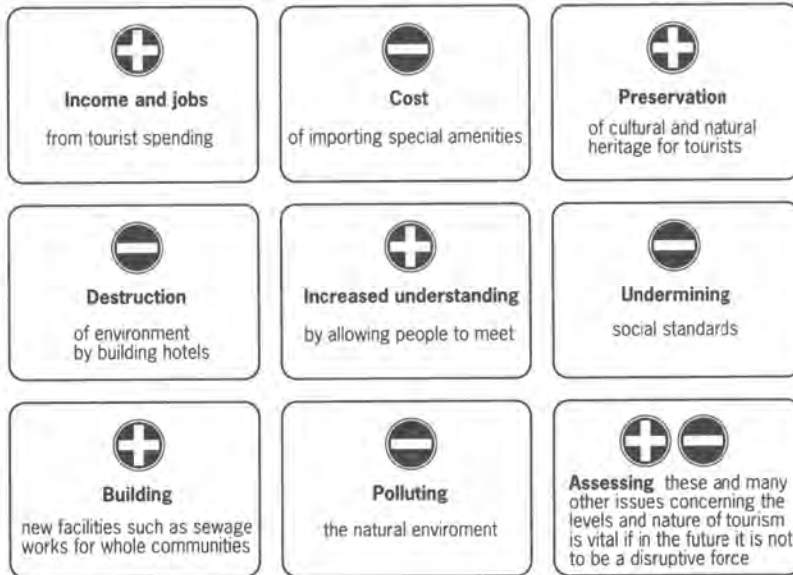 Income and jobs
from tourist spending
Cost
of importing special amenities
Preservation
of cultural and natural
heritage for tourists
Destruction
of environment
by building hotels
Increased understanding
by allowing people to meet
Undermining
social standards
Building
new facilities such as sewage
works for whole communities
Polluting
the natural enviroment
Assessing these and many
other issues concerning the
levels and nature of tourism
is vital if in the future it is not
to be a disruptive force